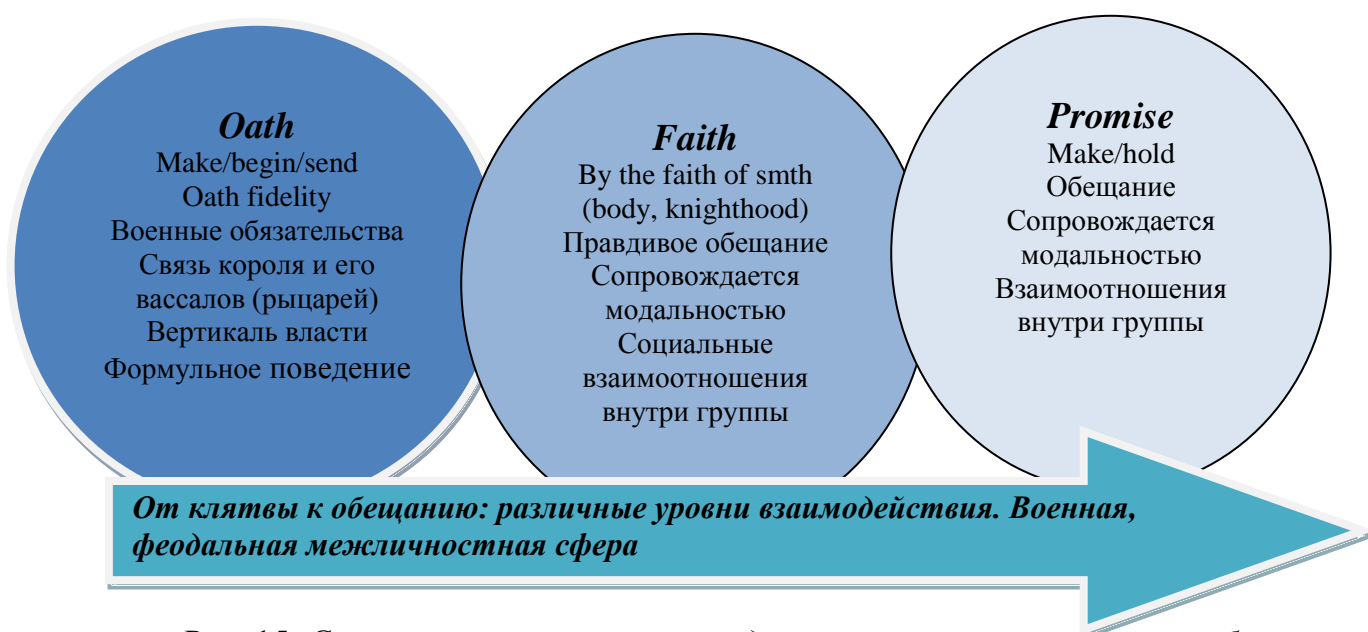 Oath
Make/begin/send
Oath fidelity
Военные обязательства
Связь короля и его
вассалов (рыцарей)
Вертикаль власти
Формульное поведение
Faith
By the faith of smth
(body, knighthood)
Правдивое обещание
Сопровождается
модальностью
Социальные
взаимоотношения
внутри группы
Promise
Make/hold
Обещание
Сопровождается
модальностью
Взаимоотношения
внутри группы
От клятвы к обещанию: различные уровни взаимодействия. Военная,
феодальная межличностная сфера